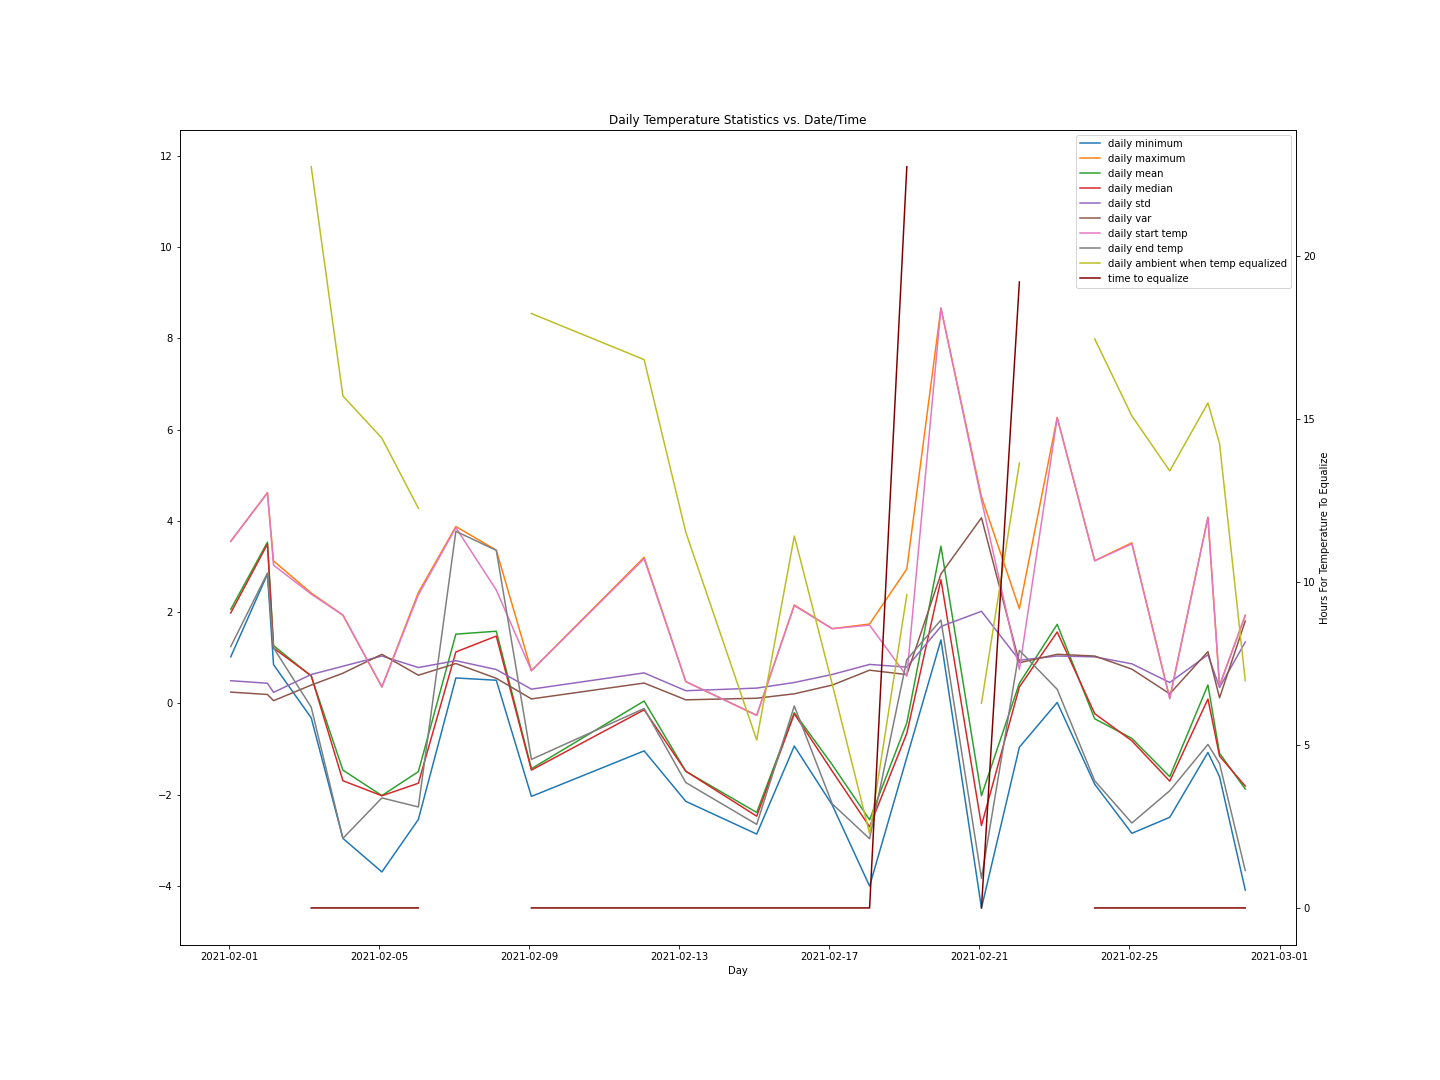 Daily Temperature Statistics vs. Date/Time
daily minimum
daily maximum
daily mean
daily median
daily std
daily var
daily start temp
daily end temp
daily ambient when temp equalized
time to equalize
12
10
8
6
4
2
0
−2
−4
20
15
10
5
0
Hours For Temperature To Equalize
2021-02-01 2021-02-05 2021-02-09 2021-02-13 2021-02-17 2021-02-21 2021-02-25 2021-03-01
Day